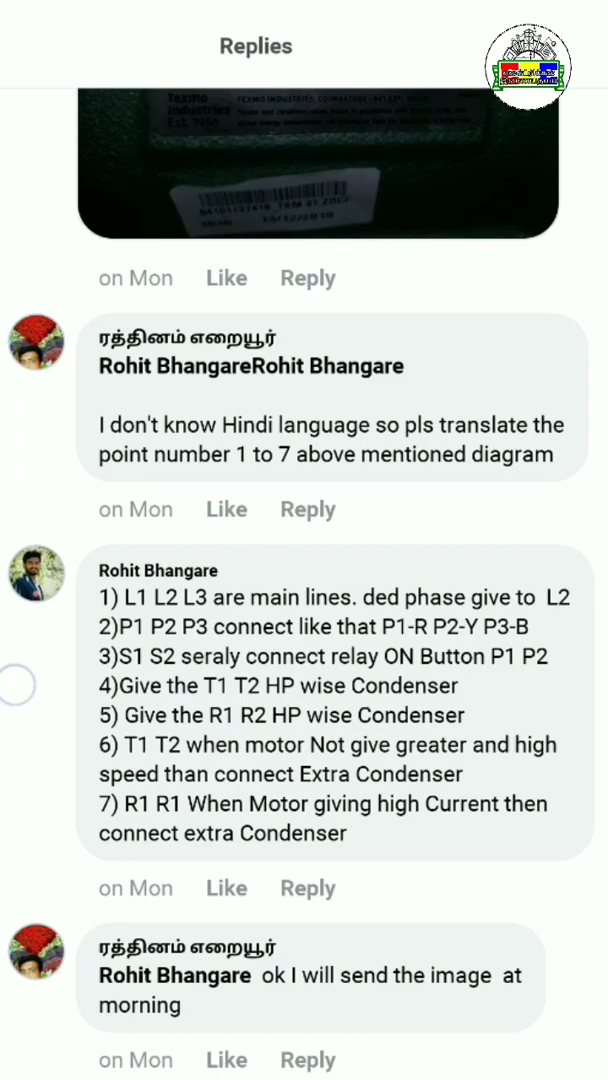 Replies
Texmo
Industries
Est. 1956
TEXMO INDUSTRIES, COIMBATORE
on Mon Like Reply
ரத்தினம் எறையூர்
Rohit BhangareRohit Bhangare
I don't know Hindi language so pls translate the
point number 1 to 7 above mentioned diagram
on Mon Like Reply
Rohit Bhangare
1) L1 L2 L3 are main lines. ded phase give to L2
2)P1 P2 P3 connect like that P1-R P2-Y P3-B
3)S1 S2 seraly connect relay ON Button P1 P2
4)Give the T1 T2 HP wise Condenser
5) Give the R1 R2 HP wise Condenser
6) T1 T2 when motor Not give greater and high
speed than connect Extra Condenser
7) R1 R1 When Motor giving high Current then
connect extra Condenser
on Mon Like Reply
ரத்தினம் எறையூர்
Rohit Bhangare ok I will send the image at
morning
on Mon Like Reply